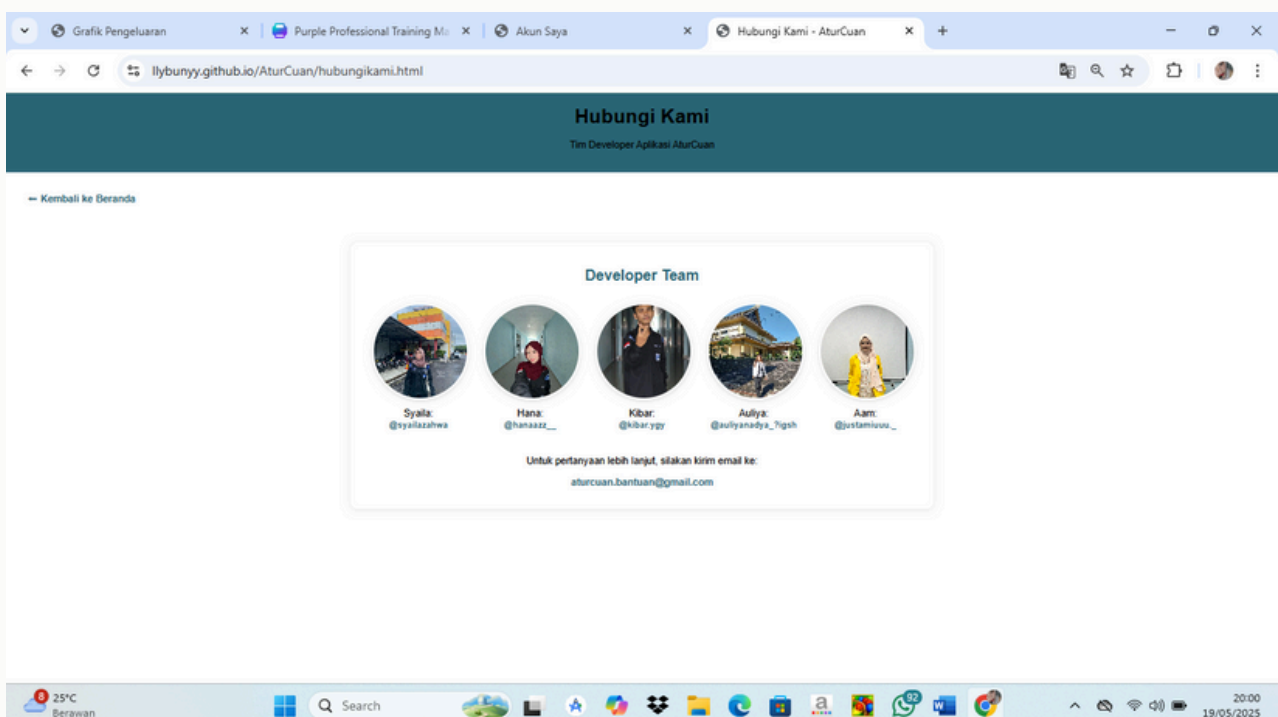 Grafik Pengeluaran
Purple Professional Training Ma
Akun Saya
Hubungi Kami - AturCuan
llybunyy.github.io/AturCuan/hubungikami.html
Hubungi Kami
Tim Developer Aplikasi AturCuan
← Kembali ke Beranda
Developer Team
Syaila: Hana: Kibar: Auliya: Aam:
@syailazahwa @hanaazz__ @kibar.ygy @auliyanadya_?igsh @justamiuuu._
Untuk pertanyaan lebih lanjut, silakan kirim email ke:
aturcuan.bantuan@gmail.com
8
25°C
Berawan
Search
92
20:00
19/05/2025